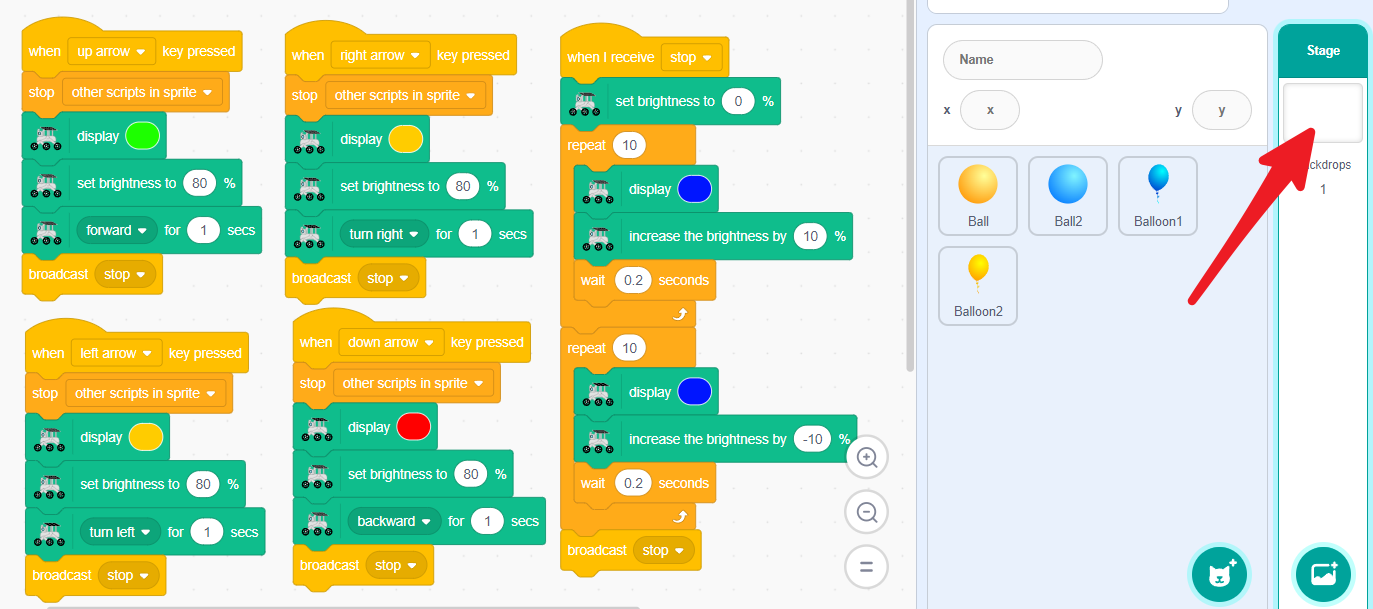 when up arrow key pressed
stop other scripts in sprite
display
set brightness to 80 %
forward for 1 secs
broadcast stop
when left arrow key pressed
stop other scripts in sprite
display
set brightness to 80 %
turn left for 1 secs
broadcast stop
when right arrow key pressed
stop other scripts in sprite
display
set brightness to 80 %
turn right for 1 secs
broadcast stop
when down arrow key pressed
stop other scripts in sprite
display
set brightness to 80 %
backward for 1 secs
broadcast stop
when I receive stop
set brightness to 0 %
repeat 10
display
increase the brightness by 10 %
wait 0.2 seconds
repeat 10
display
increase the brightness by -10 %
wait 0.2 seconds
broadcast stop
Name
x x y y
Ball Ball2 Balloon1
Balloon2
Stage
ckdrops
1